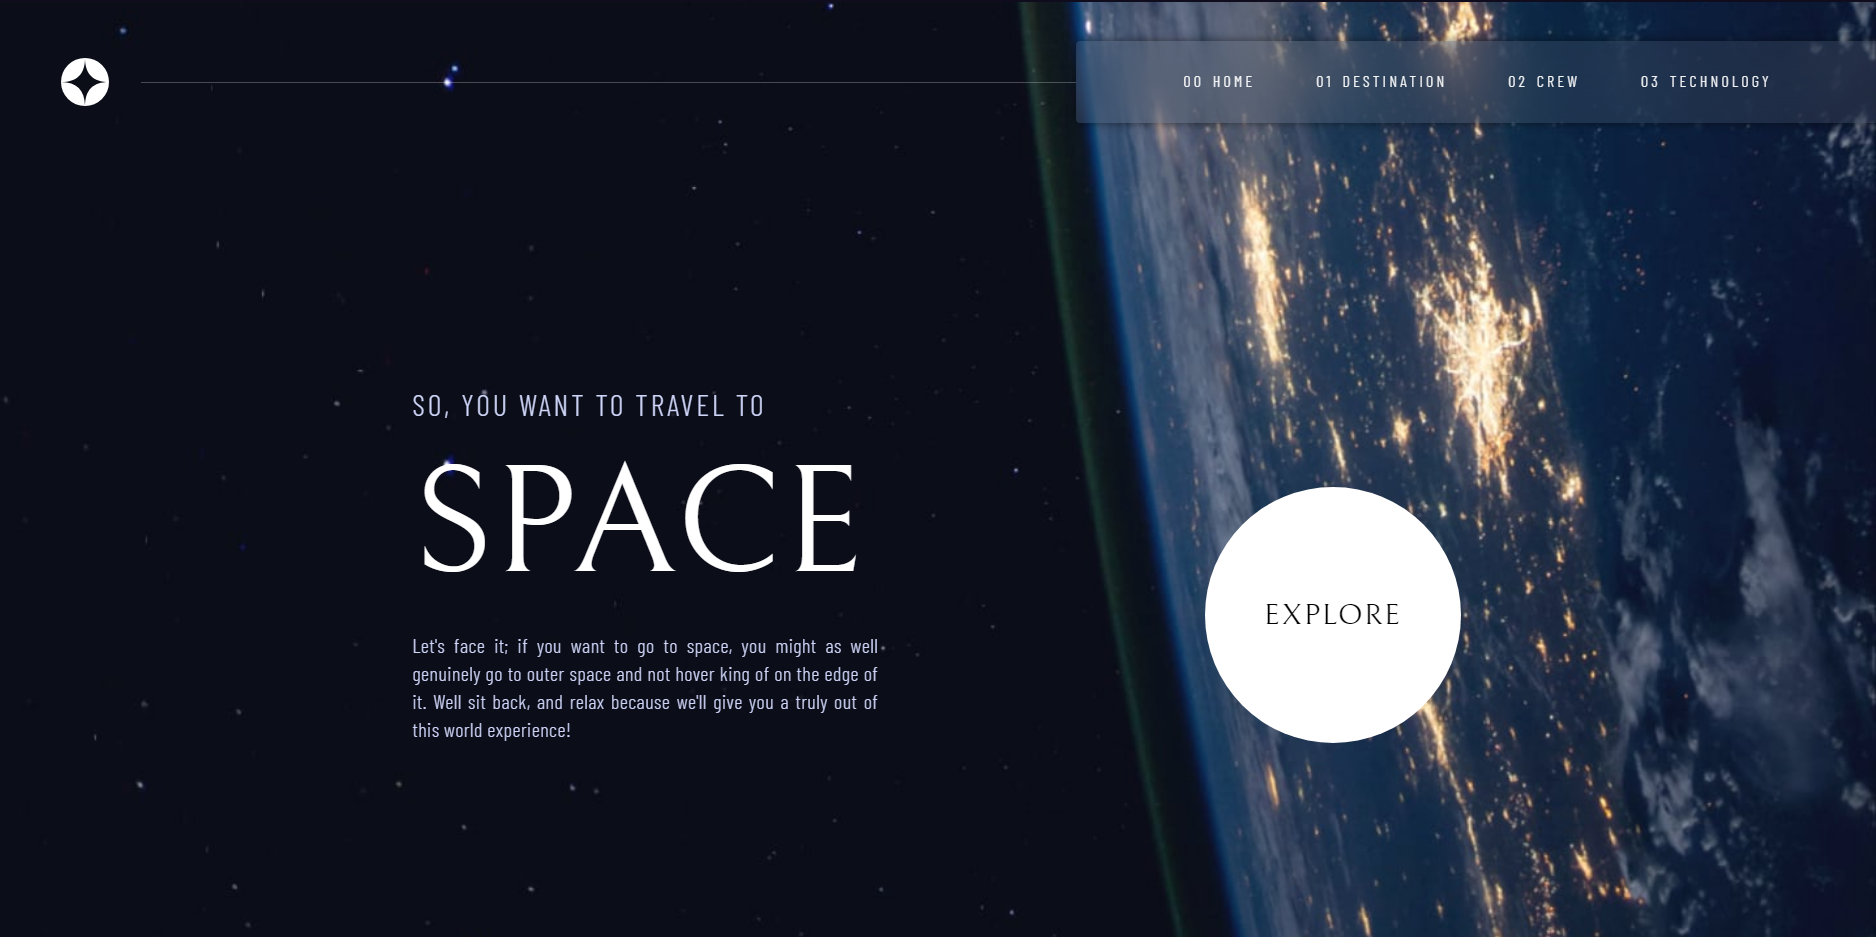 00 HOME 01 DESTINATION 02 CREW 03 TECHNOLOGY
SO, YOU WANT TO TRAVEL TO
SPACE
Let's face it; if you want to go to space, you might as well
genuinely go to outer space and not hover king of on the edge of
it. Well sit back, and relax because we'll give you a truly out of
this world experience!
EXPLORE